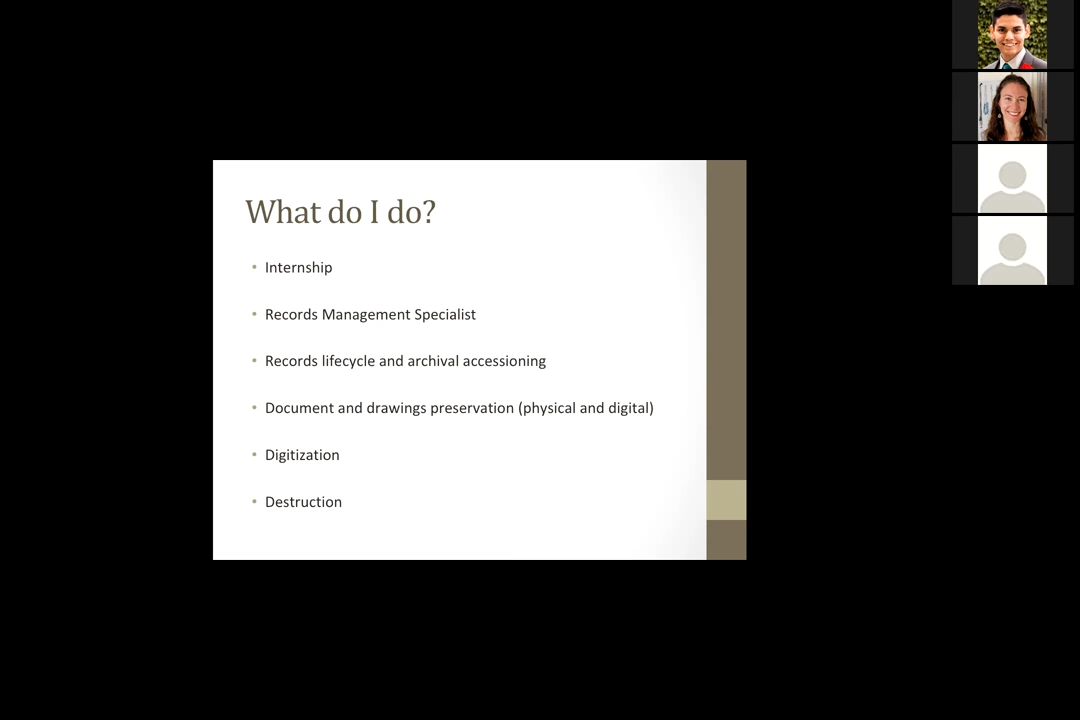 What do I do?
• Internship
• Records Management Specialist
• Records lifecycle and archival accessioning
• Document and drawings preservation (physical and digital)
• Digitization
• Destruction